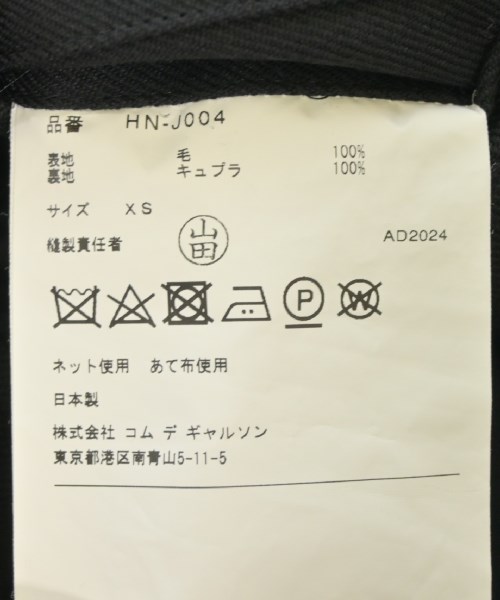 品番 HN-J004
表地 毛 100%
裏地 キュプラ 100%
サイズ XS
縫製責任者 山田 AD2024
P W
ネット使用 あて布使用
日本製
株式会社 コム デ ギャルソン
東京都港区南青山5-11-5